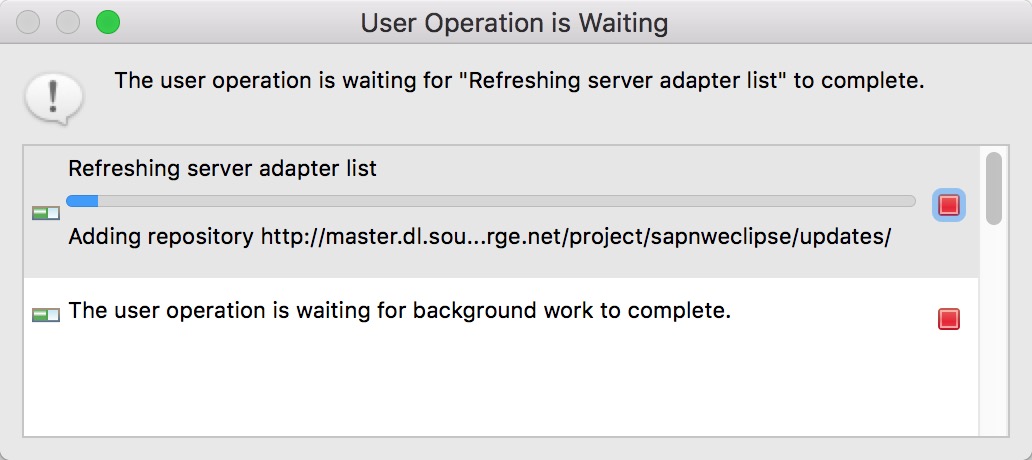 User Operation is Waiting
The user operation is waiting for "Refreshing server adapter list" to complete.
Refreshing server adapter list
Adding repository http://master.dl.sou...rge.net/project/sapnweclipse/updates/
The user operation is waiting for background work to complete.